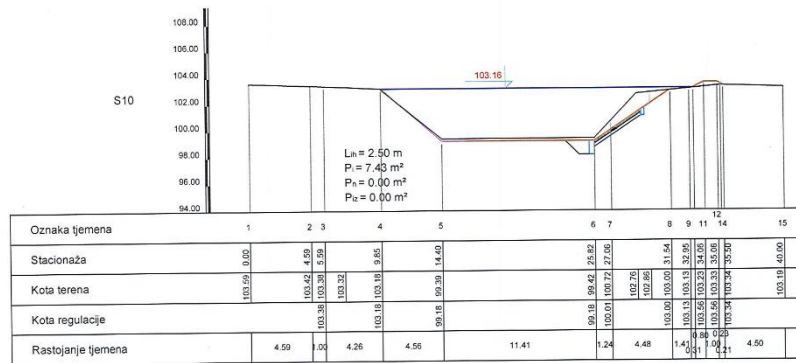 108.00
106.00
104.00
102.00
100.00
98.00
96.00
94.00
S10
103.16
Lih = 2.50 m
Pi = 7.43 m²
Pn = 0.00 m²
Piz = 0.00 m²
Oznaka tjemena 1 2 3 4 5 6 7 8 9 11 12 14 15
Stacionaža 0.00 4.59 5.59 9.85 14.40 25.82 27.06 31.54 32.95 34.06 35.06 35.50 40.00
Kota terena 103.59 103.42 103.38 103.32 103.18 99.39 99.42 100.72 102.76 102.86 103.00 103.13 103.23 103.33 103.34 103.19
Kota regulacije 103.38 103.18 99.18 99.18 100.01 103.00 103.13 103.56 103.56 103.34
Rastojanje tjemena 4.59 1.00 4.26 4.56 11.41 1.24 4.48 1.41 0.31 0.80 1.00 0.23 0.21 4.50